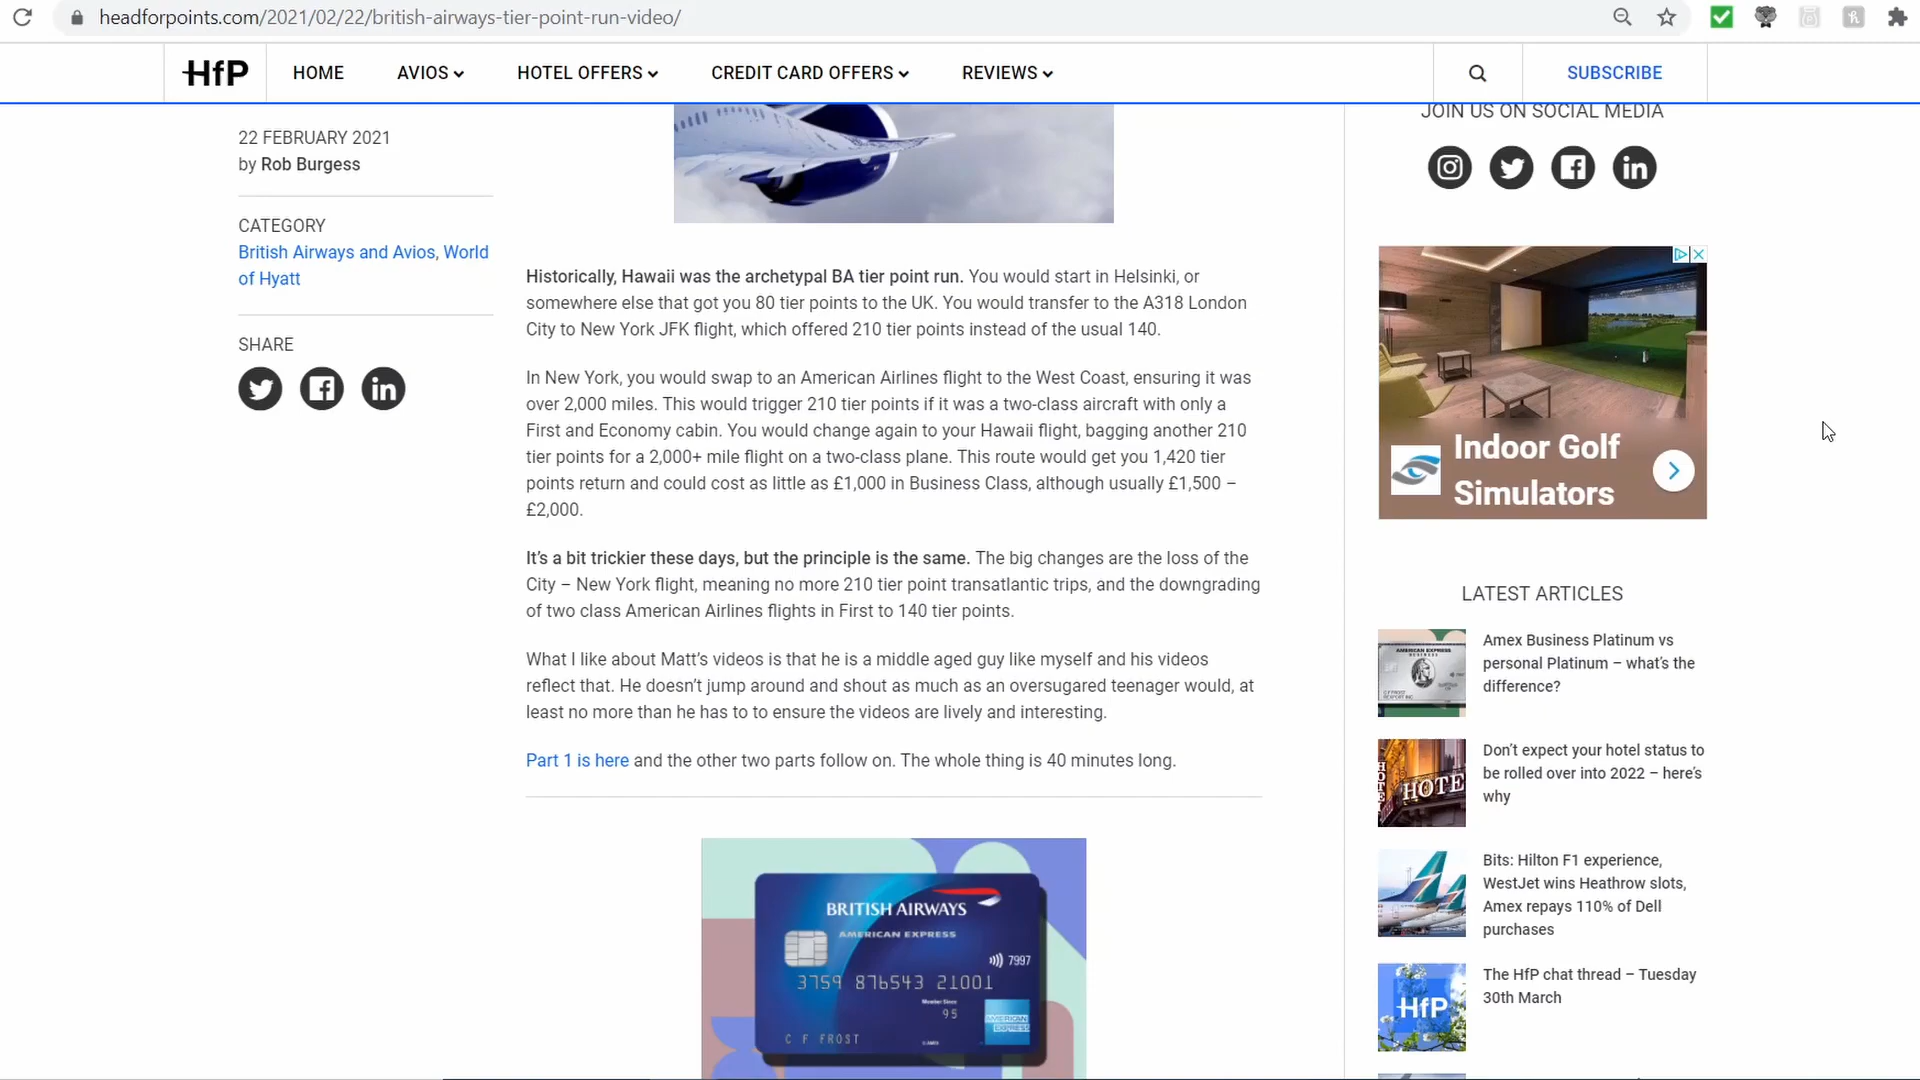 headforpoints.com/2021/02/22/british-airways-tier-point-run-video/
HfP
HOME
AVIOS
HOTEL OFFERS
CREDIT CARD OFFERS
REVIEWS
SUBSCRIBE
22 FEBRUARY 2021
by Rob Burgess
CATEGORY
British Airways and Avios, World
of Hyatt
SHARE
Historically, Hawaii was the archetypal BA tier point run. You would start in Helsinki, or
somewhere else that got you 80 tier points to the UK. You would transfer to the A318 London
City to New York JFK flight, which offered 210 tier points instead of the usual 140.
In New York, you would swap to an American Airlines flight to the West Coast, ensuring it was
over 2,000 miles. This would trigger 210 tier points if it was a two-class aircraft with only a
First and Economy cabin. You would change again to your Hawaii flight, bagging another 210
tier points for a 2,000+ mile flight on a two-class plane. This route would get you 1,420 tier
points return and could cost as little as £1,000 in Business Class, although usually £1,500 –
£2,000.
It's a bit trickier these days, but the principle is the same. The big changes are the loss of the
City – New York flight, meaning no more 210 tier point transatlantic trips, and the downgrading
of two class American Airlines flights in First to 140 tier points.
What I like about Matt's videos is that he is a middle aged guy like myself and his videos
reflect that. He doesn't jump around and shout as much as an oversugared teenager would, at
least no more than he has to to ensure the videos are lively and interesting.
Part 1 is here and the other two parts follow on. The whole thing is 40 minutes long.
BRITISH AIRWAYS
AMERICAN EXPRESS
7997
3759 876543 21001
Member Since
95
AMERICAN
EXPRESS
C F FROST
JOIN US ON SOCIAL MEDIA
Indoor Golf
Simulators
LATEST ARTICLES
Amex Business Platinum vs
personal Platinum – what's the
difference?
Don't expect your hotel status to
be rolled over into 2022 – here's
why
HOTE
Bits: Hilton F1 experience,
WestJet wins Heathrow slots,
Amex repays 110% of Dell
purchases
The HfP chat thread – Tuesday
30th March
HfP